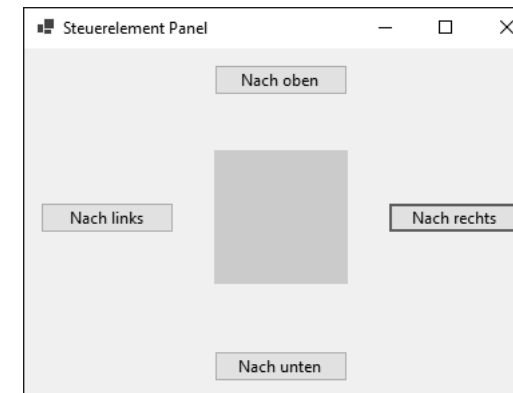 Steuerelement Panel
Nach oben
Nach links
Nach rechts
Nach unten